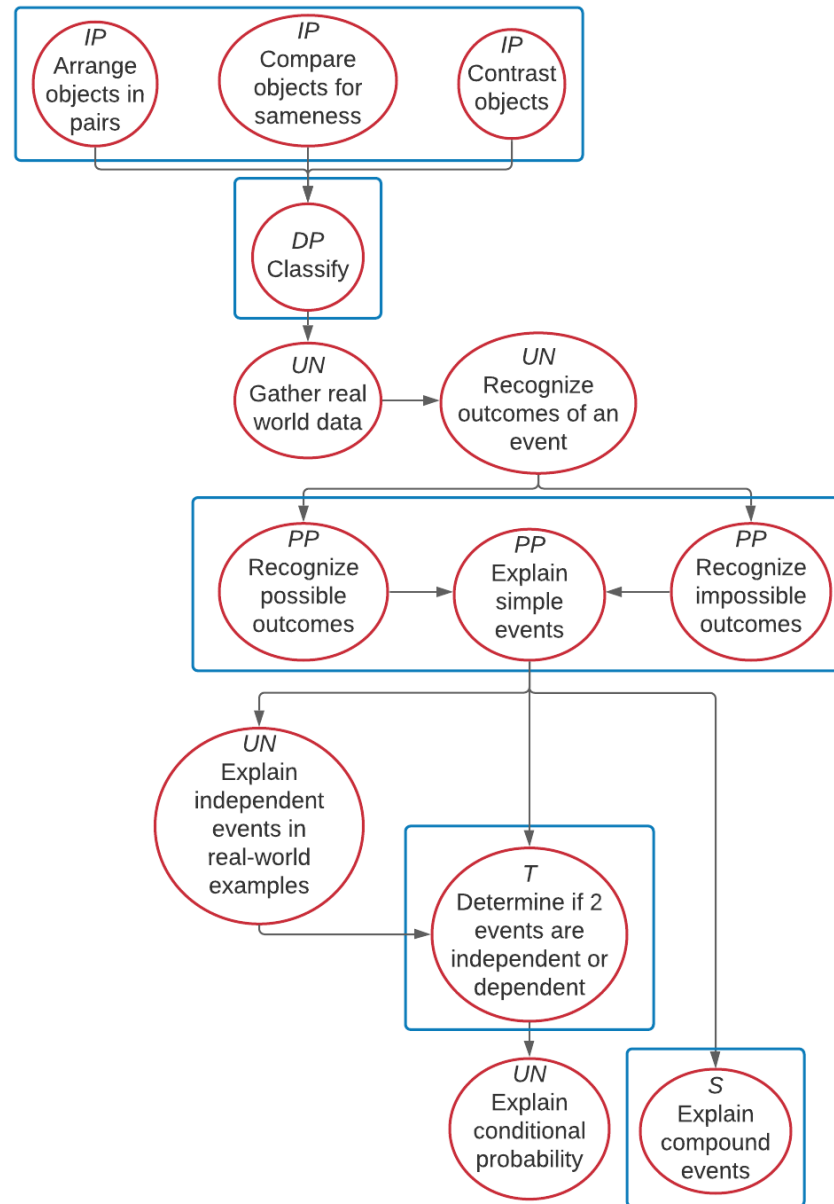 IP
Arrange
objects in
pairs
IP
Compare
objects for
sameness
IP
Contrast
objects
DP
Classify
UN
Gather real
world data
UN
Recognize
outcomes of an
event
PP
Recognize
possible
outcomes
PP
Explain
simple
events
PP
Recognize
impossible
outcomes
UN
Explain
independent
events in
real-world
examples
T
Determine if 2
events are
independent or
dependent
UN
Explain
conditional
probability
S
Explain
compound
events